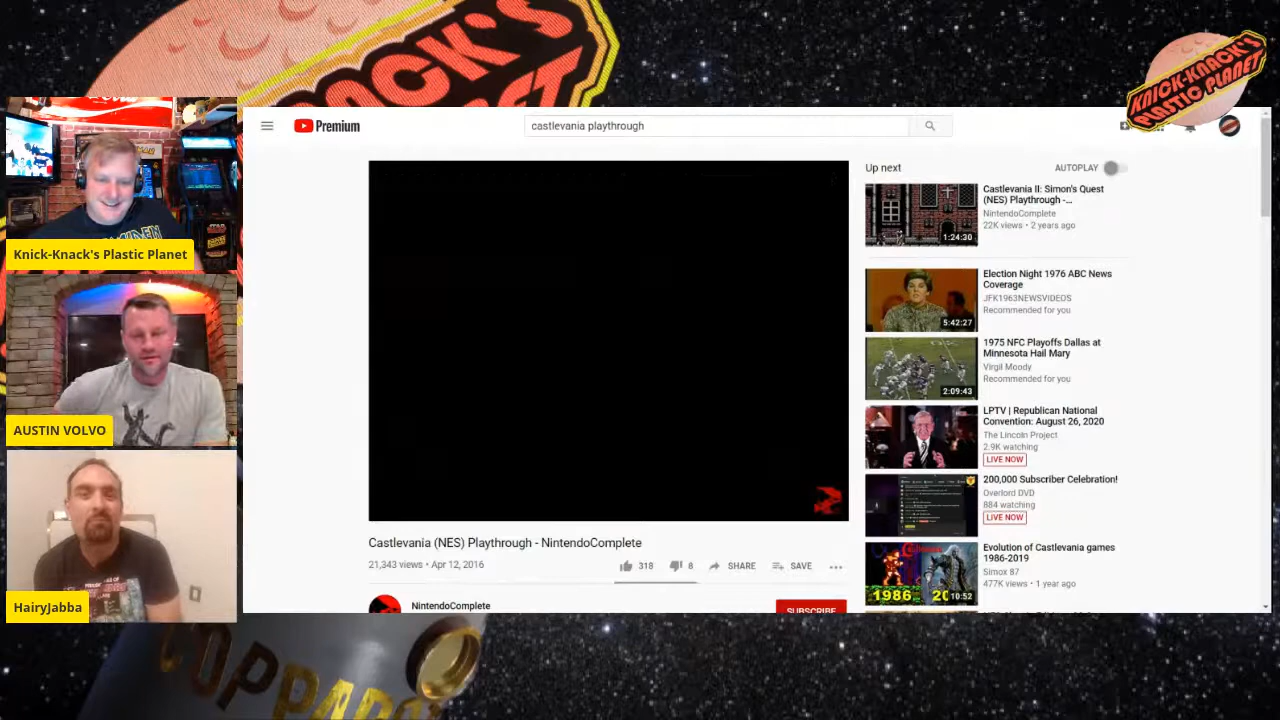 NACK'S
PLANET
KNICK-KNACK'S
PLASTIC PLANET
Premium
castlevania playthrough
Knick-Knack's Plastic Planet
AUSTIN VOLVO
HairyJabba
Up next
AUTOPLAY
Castlevania II: Simon's Quest
(NES) Playthrough -...
NintendoComplete
22K views • 2 years ago
1:24:30
Election Night 1976 ABC News
Coverage
JFK1963NEWSVIDEOS
Recommended for you
5:42:27
1975 NFC Playoffs Dallas at
Minnesota Hail Mary
Virgil Moody
Recommended for you
2:09:43
LPTV | Republican National
Convention: August 26, 2020
The Lincoln Project
2.9K watching
LIVE NOW
200,000 Subscriber Celebration!
Overlord DVD
884 watching
LIVE NOW
Evolution of Castlevania games
1986-2019
Simox 87
477K views • 1 year ago
1986 20
10:52
Castlevania (NES) Playthrough - NintendoComplete
21,343 views • Apr 12, 2016
318
8
SHARE
SAVE
NintendoComplete
SUBSCRIBE